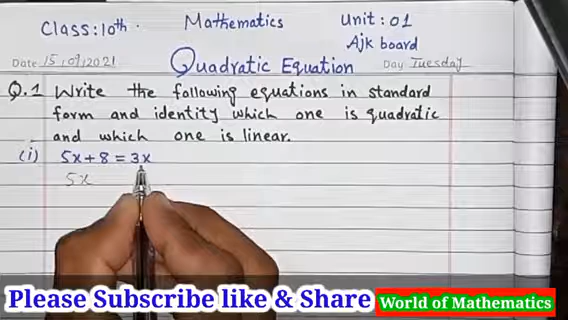 Class:10th. Mathematics Unit:01
Ajk board
Date 15,09,2021 Quadratic Equation Day Tuesday
Q.1 Write the following equations in standard
form and identity which one is quadratic
and which one is linear.
(i) 5x+8=3x
5x
Please Subscribe like & Share World of Mathematics